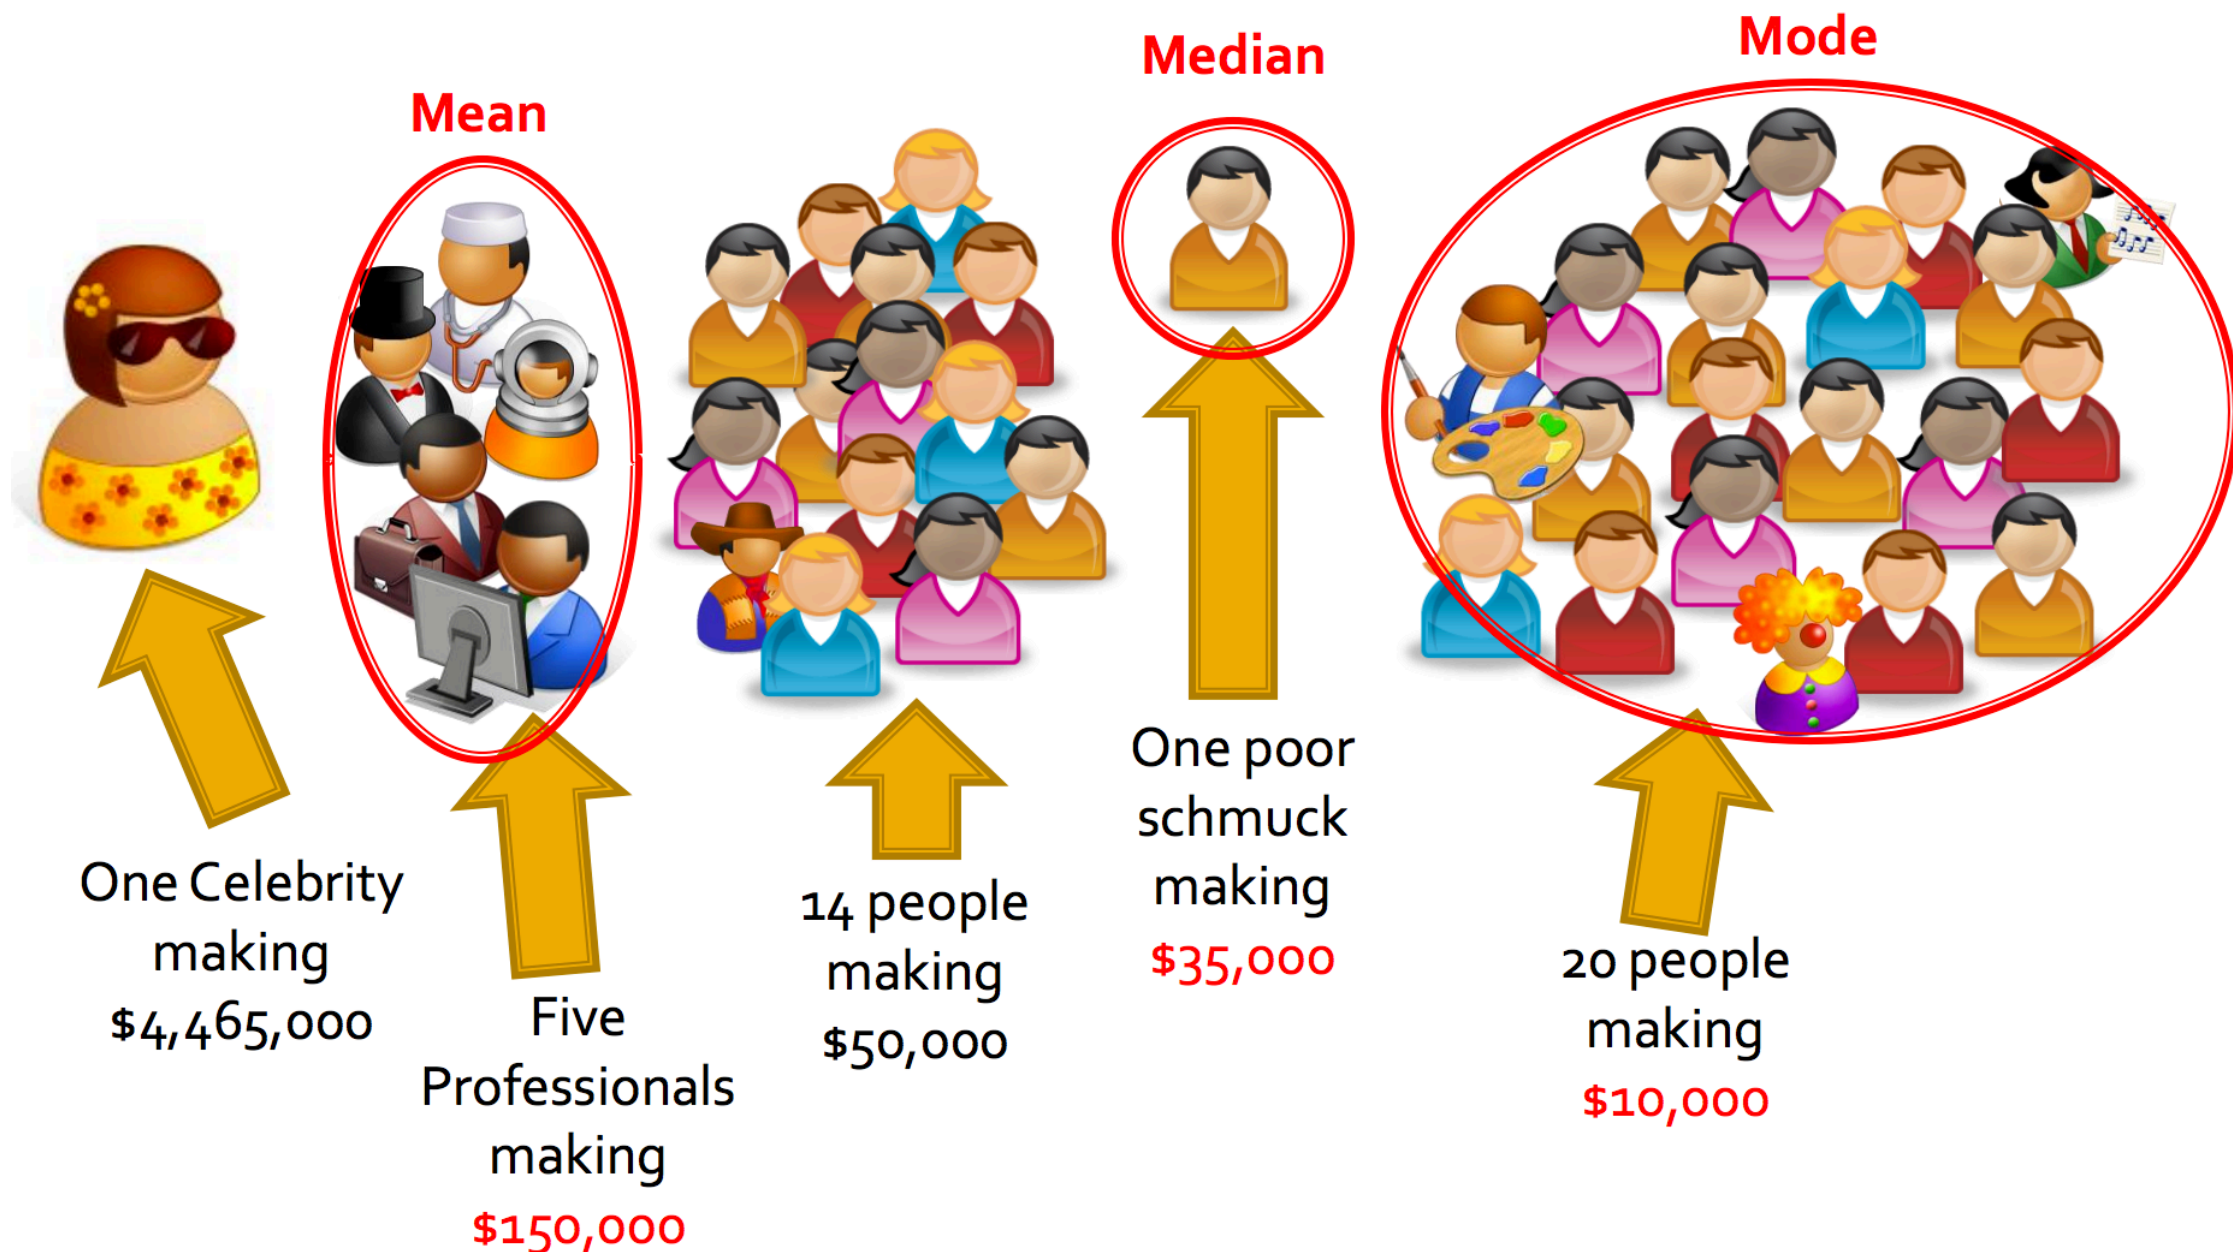 Mean
Median
Mode
One Celebrity
making
$4,465,000
Five
Professionals
making
$150,000
14 people
making
$50,000
One poor
schmuck
making
$35,000
20 people
making
$10,000